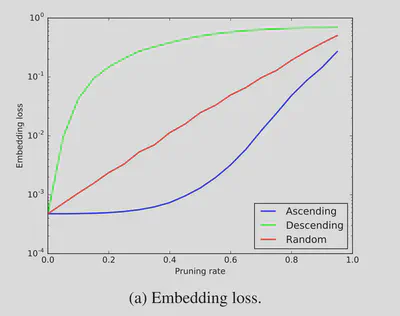 10^0
10^-1
10^-2
10^-3
10^-4
Embedding loss
Ascending
Descending
Random
0.0 0.2 0.4 0.6 0.8 1.0
Pruning rate
(a) Embedding loss.